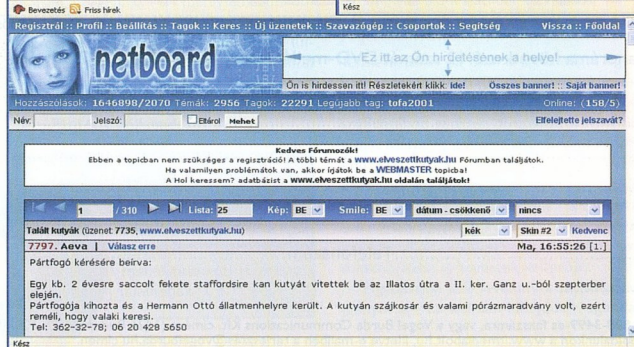 Bevezetés Friss hírek
Kész
Regisztrál :: Profil :: Beállítás :: Tagok :: Keres :: Új üzenetek :: Szavazógép :: Csoportok :: Segítség Vissza :: Főoldal
netboard
Ez itt az Ön hirdetésének a helye!
Ön is hirdessen itt! Részletekért klikk: ide! Összes banner! :: Saját banner!
Hozzászólások: 1646898/2070 Témák: 2956 Tagok: 22291 Legújabb tag: tofa2001 Online: (158/5)
Név: Jelszó: Eltárol Mehet Elfelejtette jelszavát?
Kedves Fórumozók!
Ebben a topicban nem szükséges a regisztráció! A többi témát a www.elveszettkutyak.hu Fórumban találjátok.
Ha valamilyen problémátok van, akkor írjátok be a WEBMASTER topicba!
A Hol keressem? adatbázist a www.elveszettkutyak.hu oldalán találjátok!
1 / 310 Lista: 25 Kép: BE Smile: BE dátum - csökkenő nincs
Talált kutyák (üzenet: 7735, www.elveszettkutyak.hu) kék Skin #2 Kedvenc
7797. Aeva | Válasz erre Ma, 16:55:26 [1.]
Pártfogó kérésére beírva:
Egy kb. 2 évesre saccolt fekete staffordsire kan kutyát vitettek be az Illatos útra a II. ker. Ganz u.-ból szepterber
elején.
Pártfogója kihozta és a Hermann Ottó állatmenhelyre került. A kutyán szájkosár és valami pórázmaradvány volt, ezért
reméli, hogy valaki keresi.
Tel: 362-32-78; 06 20 428 5650
Kész